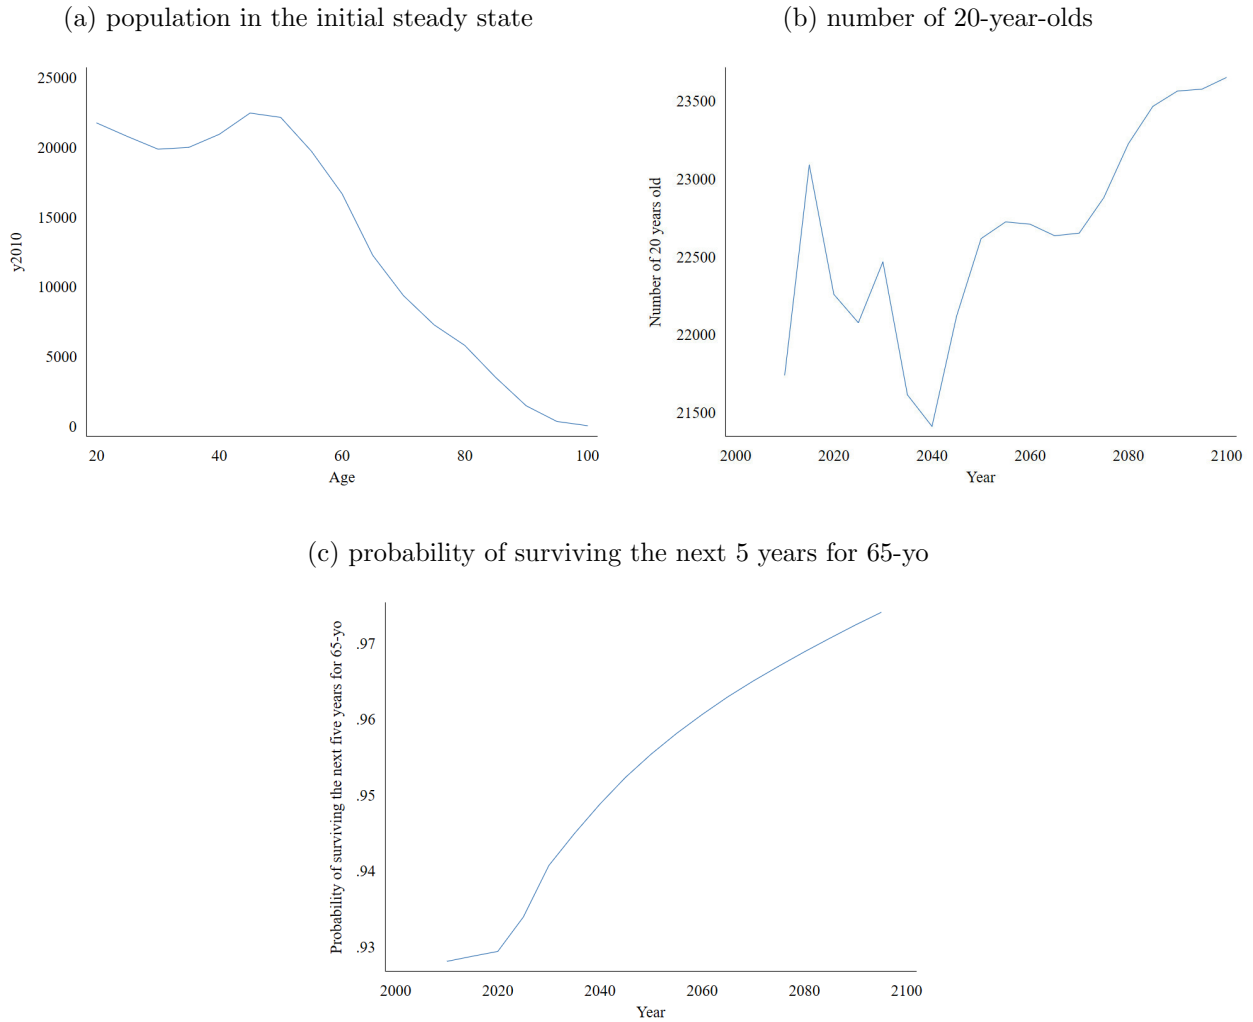 (a) population in the initial steady state
25000
20000
15000
10000
5000
0
y2010
20 40 60 80 100
Age
(b) number of 20-year-olds
23500
23000
22500
22000
21500
Number of 20 years old
2000 2020 2040 2060 2080 2100
Year
(c) probability of surviving the next 5 years for 65-yo
.97
.96
.95
.94
.93
Probability of surviving the next five years for 65-yo
2000 2020 2040 2060 2080 2100
Year